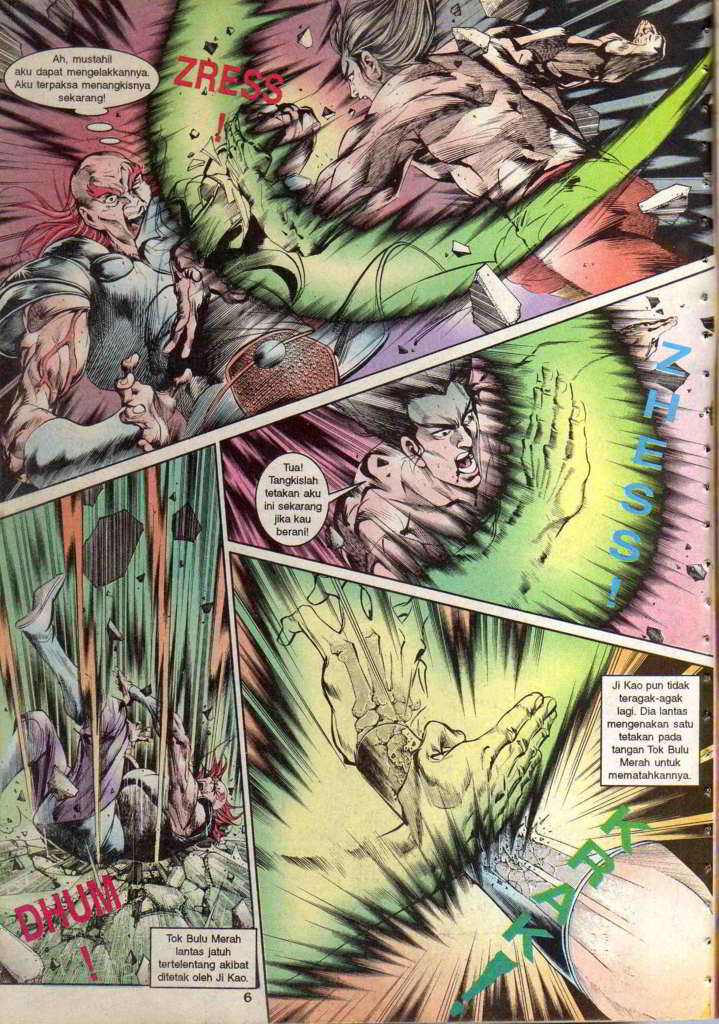 Ah, mustahil
aku dapat mengelakkannya.
Aku terpaksa menangkisnya
sekarang!
ZRESS
!
Tua!
Tangkislah
tetakan aku
ini sekarang
jika kau
berani!
ZHESS!
DHUM
!
Tok Bulu Merah
lantas jatuh
tertelentang akibat
ditetak oleh Ji Kao.
Ji Kao pun tidak
teragak-agak
lagi. Dia lantas
mengenakan satu
tetakan pada
tangan Tok Bulu
Merah untuk
mematahkannya.
KRAK!
6